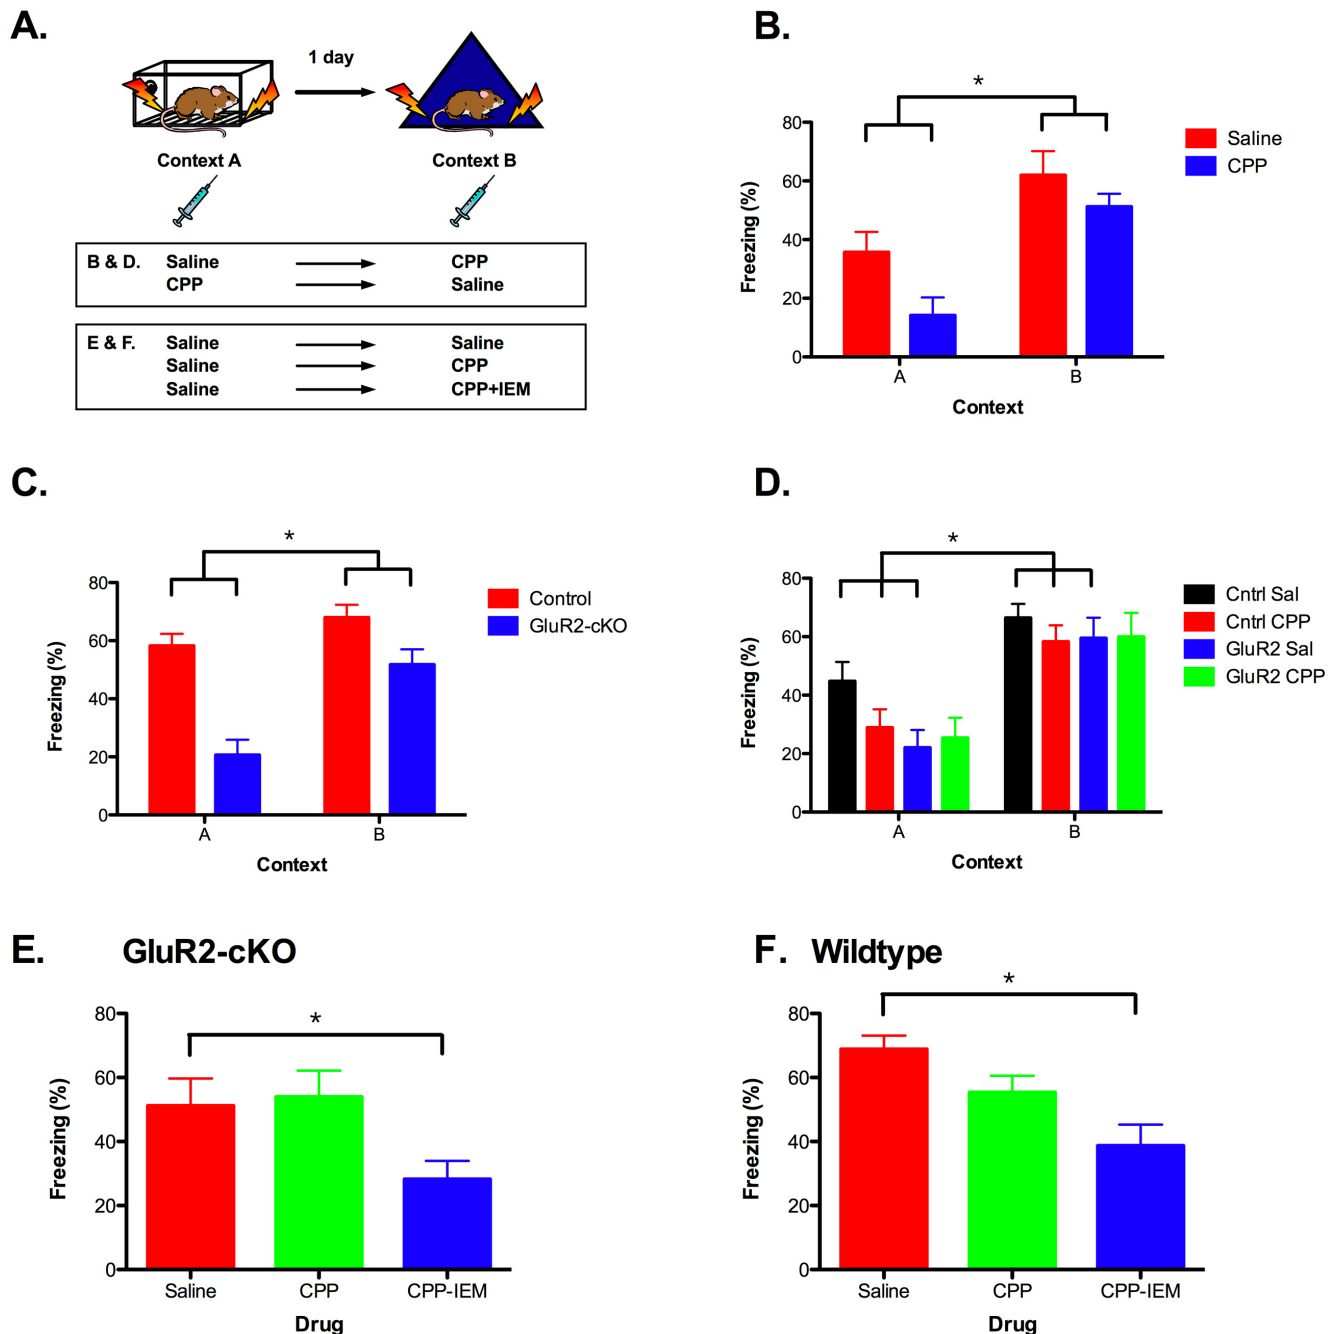 A.
1 day
Context A
Context B
B & D. Saline CPP
CPP Saline
E & F. Saline Saline
Saline CPP
Saline CPP+IEM
B.
*
Freezing (%)
80
60
40
20
0
A
B
Context
Saline
CPP
C.
*
Freezing (%)
80
60
40
20
0
A
B
Context
Control
GluR2-cKO
D.
*
Freezing (%)
80
60
40
20
0
A
B
Context
Cntrl Sal
Cntrl CPP
GluR2 Sal
GluR2 CPP
E. GluR2-cKO
*
Freezing (%)
80
60
40
20
0
Saline
CPP
CPP-IEM
Drug
F. Wildtype
*
Freezing (%)
80
60
40
20
0
Saline
CPP
CPP-IEM
Drug